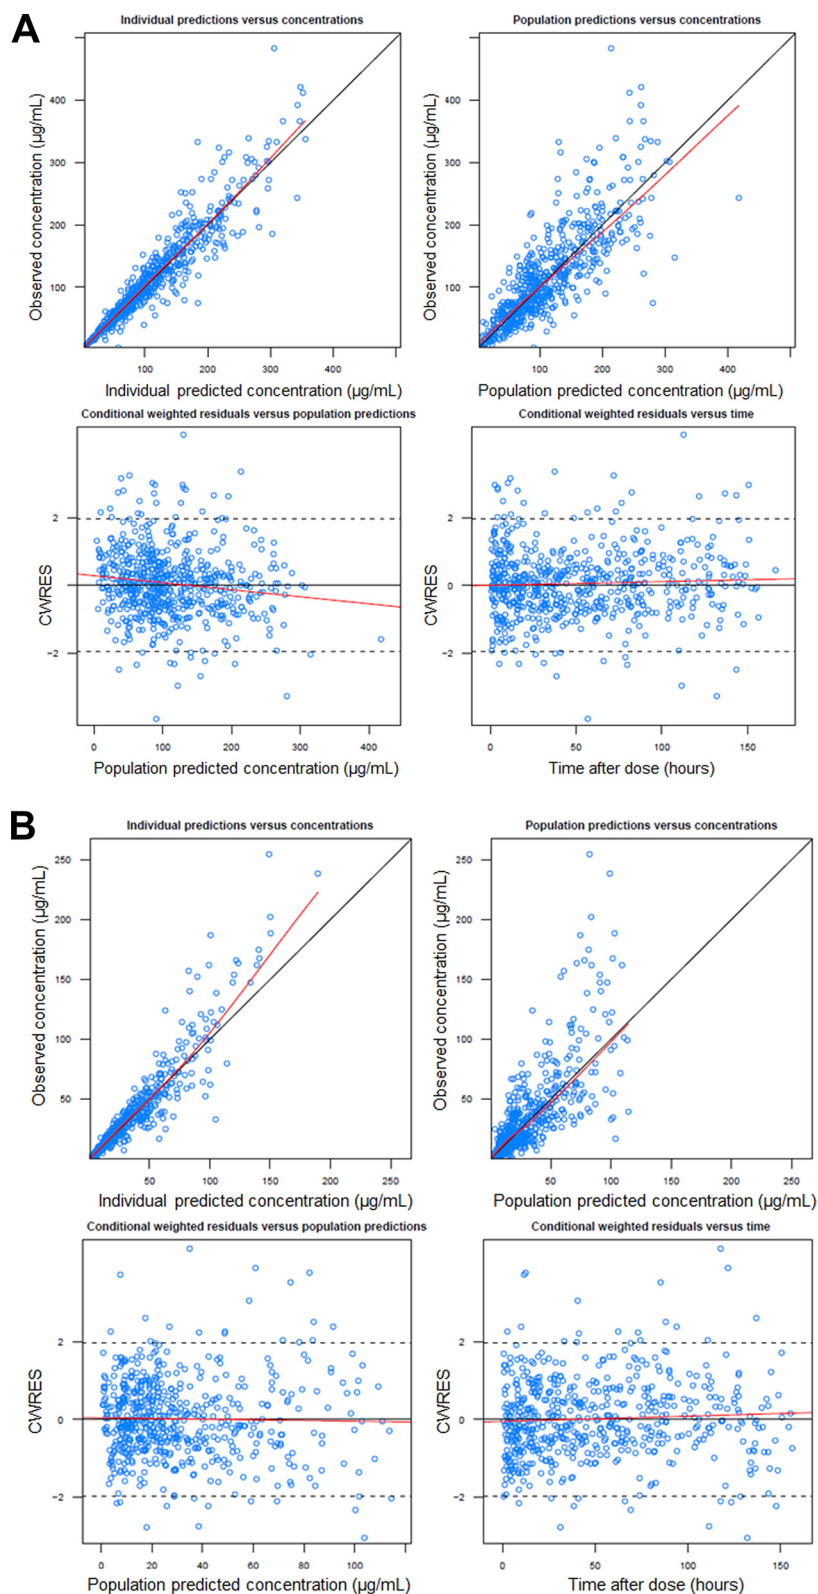 A
Individual predictions versus concentrations
Population predictions versus concentrations
Observed concentration (µg/mL)
400
300
200
100
100 200 300 400
Individual predicted concentration (µg/mL)
Observed concentration (µg/mL)
400
300
200
100
100 200 300 400
Population predicted concentration (µg/mL)
Conditional weighted residuals versus population predictions
Conditional weighted residuals versus time
CWRES
2
0
−2
0 100 200 300 400
Population predicted concentration (µg/mL)
CWRES
2
0
−2
0 50 100 150
Time after dose (hours)
B
Individual predictions versus concentrations
Population predictions versus concentrations
Observed concentration (µg/mL)
250
200
150
100
50
50 100 150 200 250
Individual predicted concentration (µg/mL)
Observed concentration (µg/mL)
250
200
150
100
50
50 100 150 200 250
Population predicted concentration (µg/mL)
Conditional weighted residuals versus population predictions
Conditional weighted residuals versus time
CWRES
2
0
−2
0 20 40 60 80 100
Population predicted concentration (µg/mL)
CWRES
2
0
−2
0 50 100 150
Time after dose (hours)